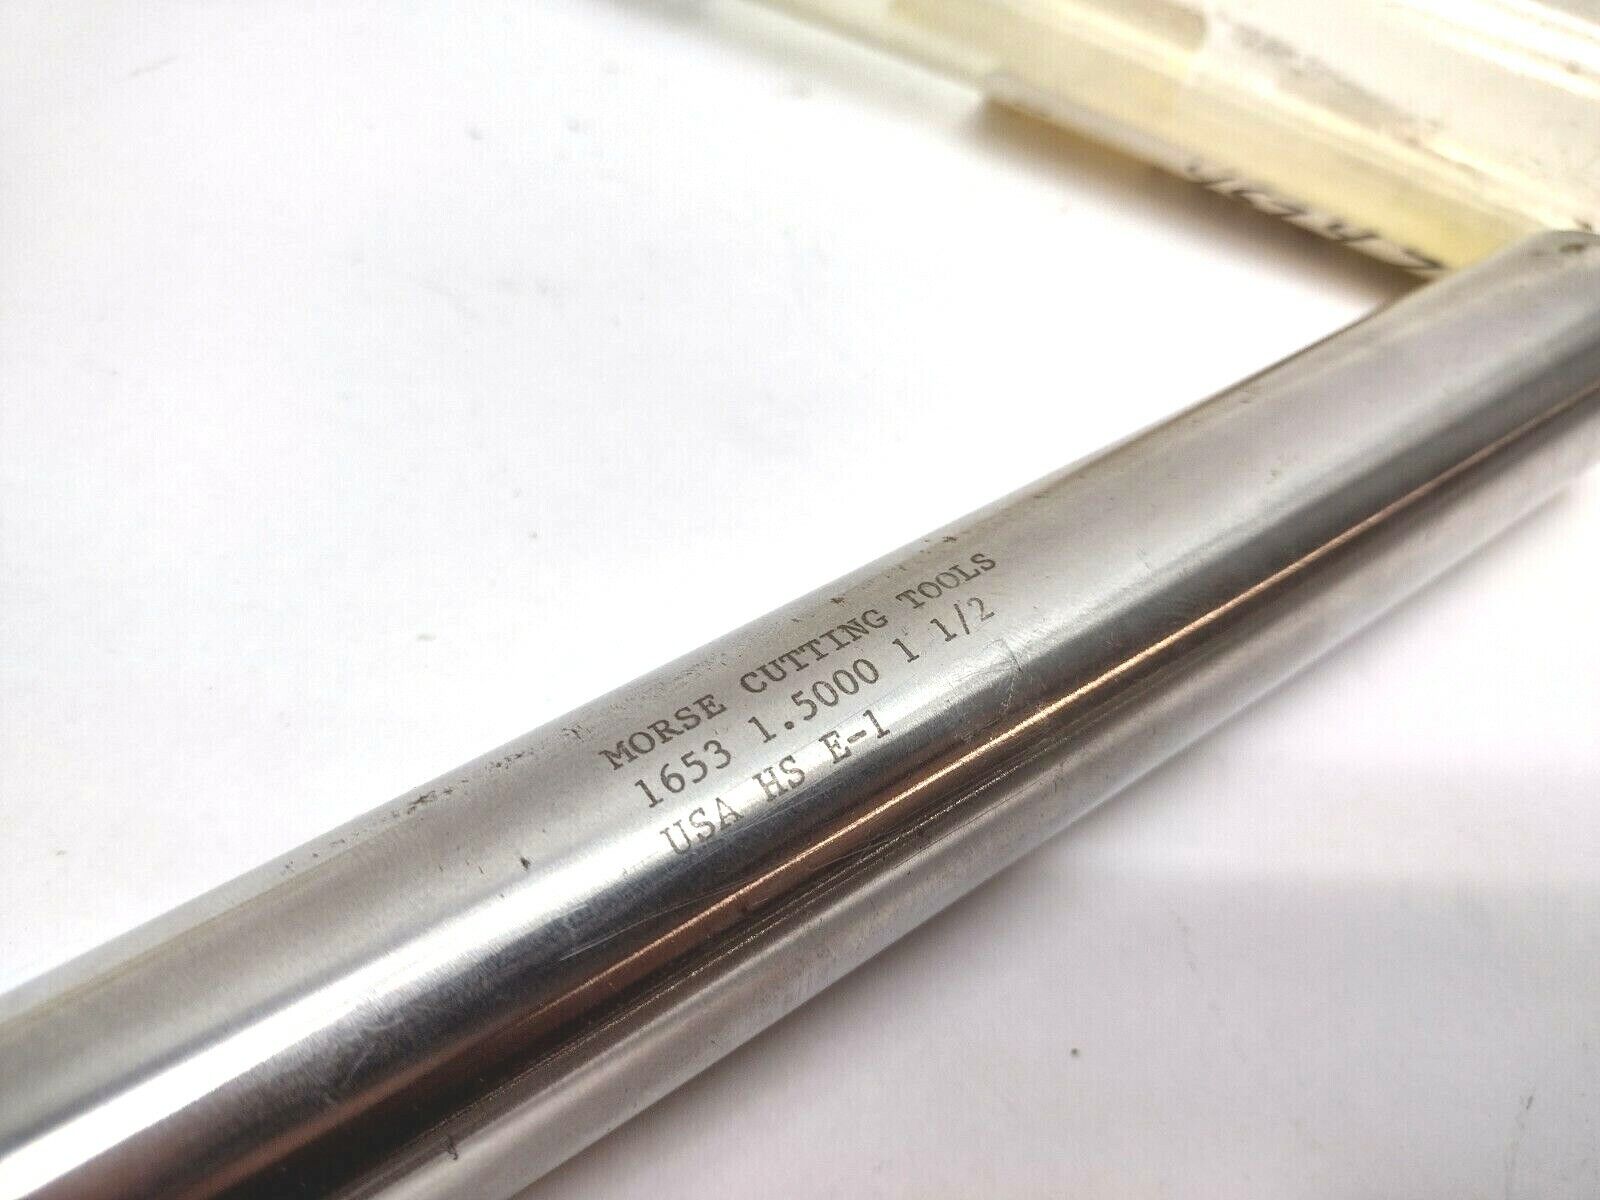 MORSE CUTTING TOOLS
1653 1.5000 1 1/2
USA HS E-1